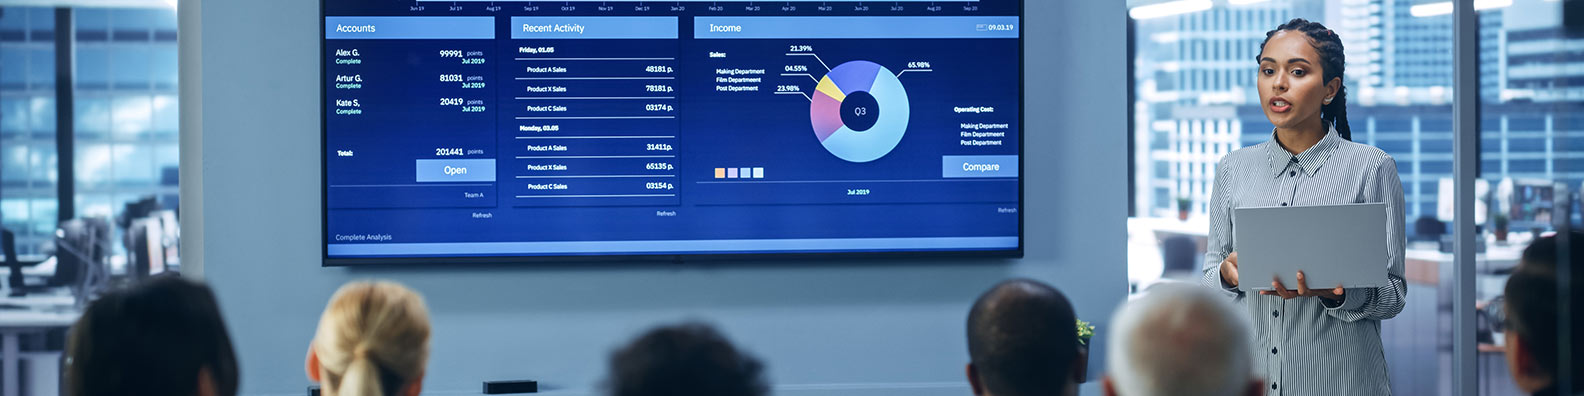 Jun 19 Jul 19 Aug 19 Sep 19 Oct 19 Nov 19 Dec 19 Jan 20 Feb 20 Mar 20 Apr 20 May 20 Jun 20 Jul 20 Aug 20 Sep 20
Accounts
Alex G. 99991 points
Complete Jul 2019
Artur G. 81031 points
Complete Jul 2019
Kate S, 20419 points
Complete Jul 2019
Total: 201441 points
Open
Team A
Refresh
Complete Analysis
Recent Activity
Friday, 01.05
Product A Sales 48181 p.
Product X Sales 78181 p.
Product C Sales 03174 p.
Monday, 03.05
Product A Sales 31411p.
Product X Sales 65135 p.
Product C Sales 03154 p.
Refresh
Income 09.03.19
Sales:
Making Department
Film Department
Post Department
21.39%
04.55%
23.98%
65.98%
Q3
Operating Cost:
Making Department
Film Department
Post Department
Compare
Jul 2019
Refresh